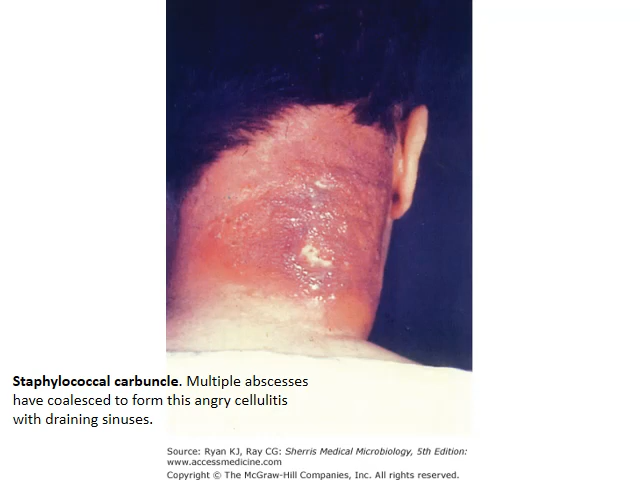 Staphylococcal carbuncle. Multiple abscesses
have coalesced to form this angry cellulitis
with draining sinuses.
Source: Ryan KJ, Ray CG: Sherris Medical Microbiology, 5th Edition:
www.accessmedicine.com
Copyright © The McGraw-Hill Companies, Inc. All rights reserved.